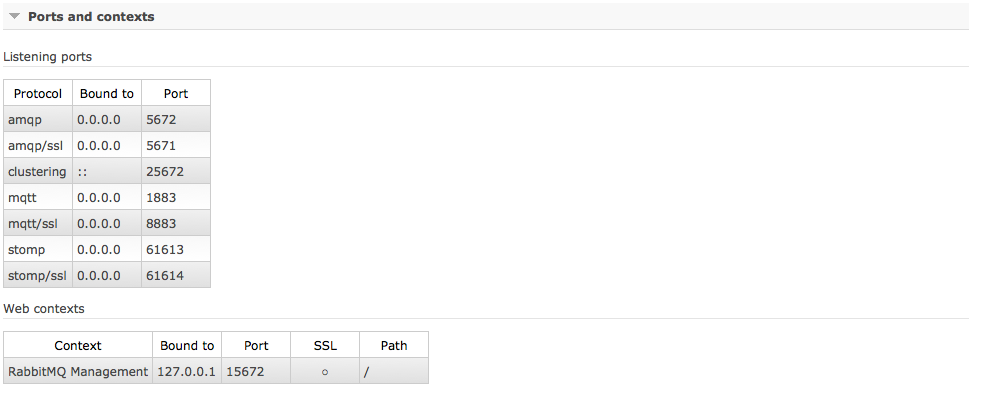 Ports and contexts
Listening ports
Protocol Bound to Port
amqp 0.0.0.0 5672
amqp/ssl 0.0.0.0 5671
clustering :: 25672
mqtt 0.0.0.0 1883
mqtt/ssl 0.0.0.0 8883
stomp 0.0.0.0 61613
stomp/ssl 0.0.0.0 61614
Web contexts
Context Bound to Port SSL Path
RabbitMQ Management 127.0.0.1 15672 ○ /